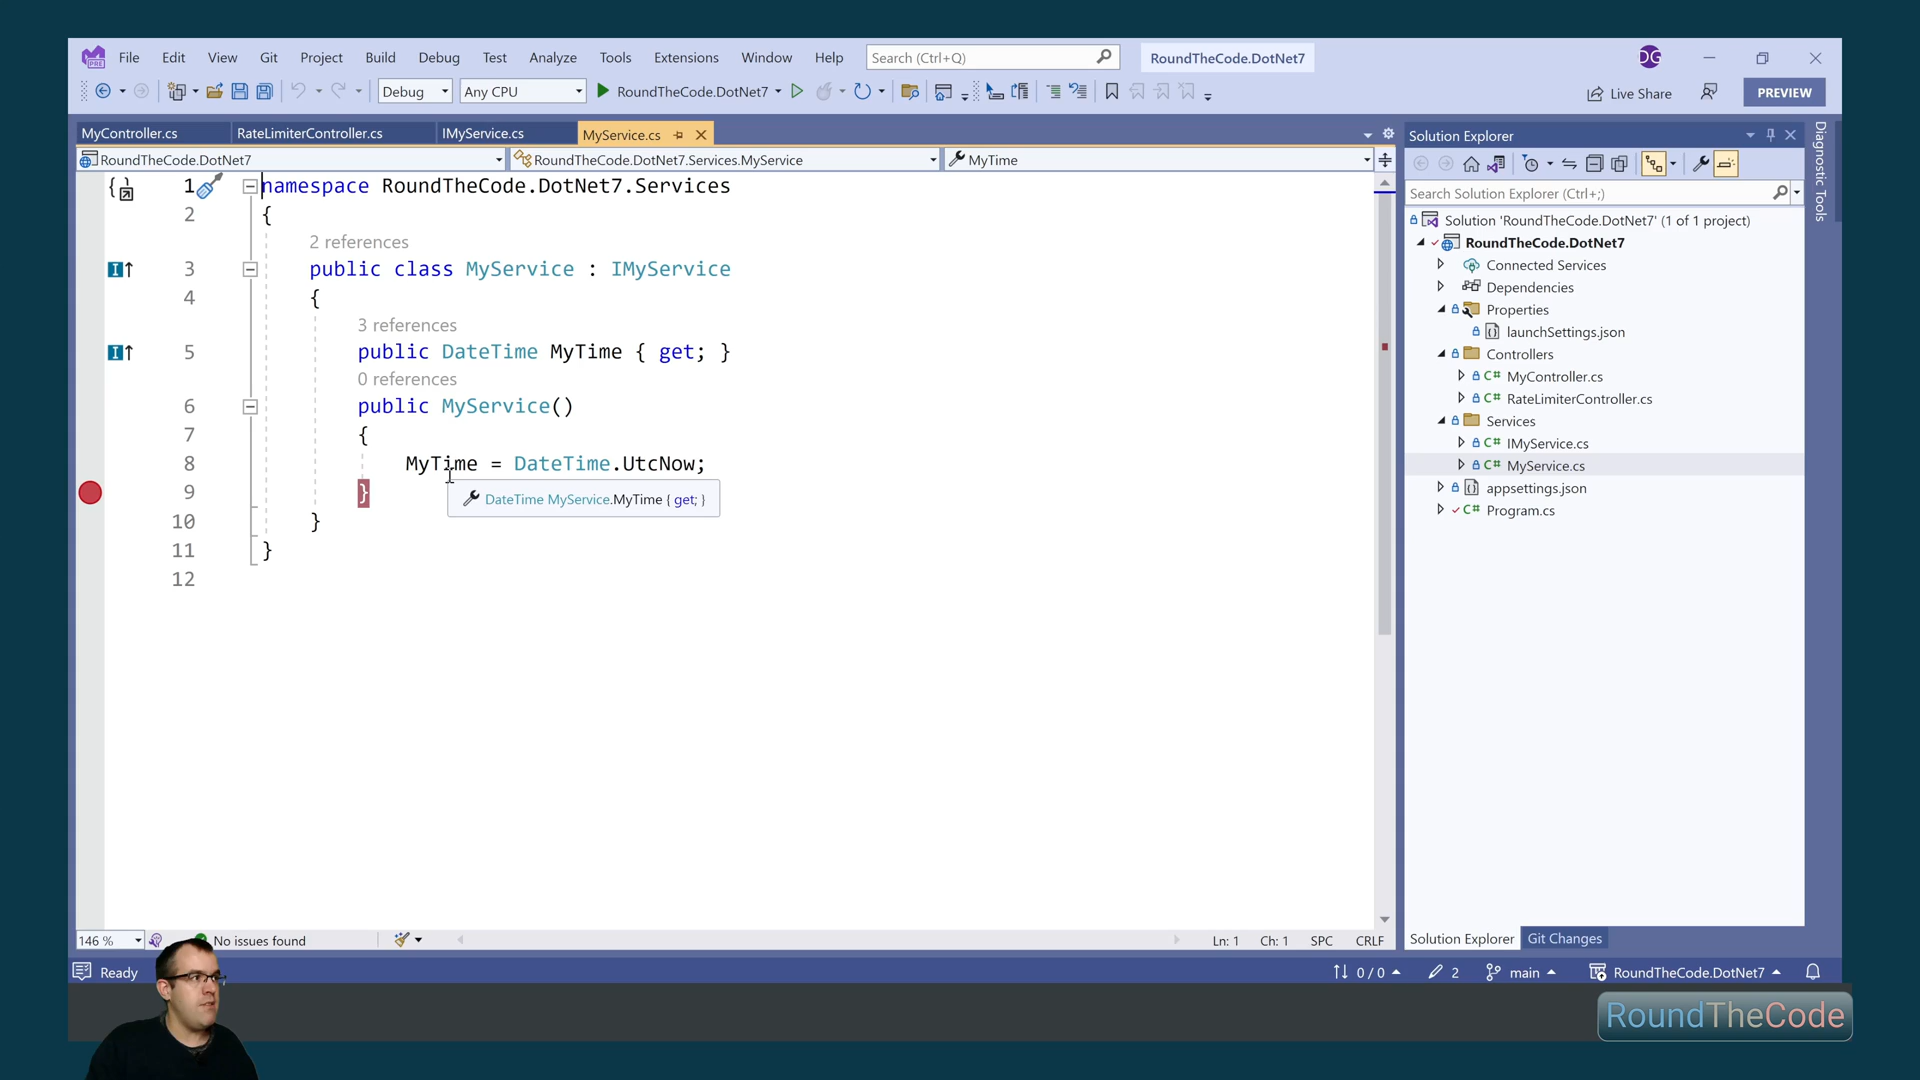 File Edit View Git Project Build Debug Test Analyze Tools Extensions Window Help Search (Ctrl+Q) RoundTheCode.DotNet7 DG
Debug Any CPU RoundTheCode.DotNet7 Live Share PREVIEW
MyController.cs RateLimiterController.cs IMyService.cs MyService.cs
RoundTheCode.DotNet7 RoundTheCode.DotNet7.Services.MyService MyTime
1 namespace RoundTheCode.DotNet7.Services
2 {
2 references
3 public class MyService : IMyService
4 {
3 references
5 public DateTime MyTime { get; }
0 references
6 public MyService()
7 {
8 MyTime = DateTime.UtcNow;
9 }
DateTime MyService.MyTime { get; }
10 }
11 }
12
146 % No issues found Ln: 1 Ch: 1 SPC CRLF
Solution Explorer
Search Solution Explorer (Ctrl+;)
Solution 'RoundTheCode.DotNet7' (1 of 1 project)
RoundTheCode.DotNet7
Connected Services
Dependencies
Properties
launchSettings.json
Controllers
C# MyController.cs
C# RateLimiterController.cs
Services
C# IMyService.cs
C# MyService.cs
appsettings.json
C# Program.cs
Solution Explorer Git Changes
Diagnostic Tools
Ready 0 / 0 2 main RoundTheCode.DotNet7
RoundTheCode